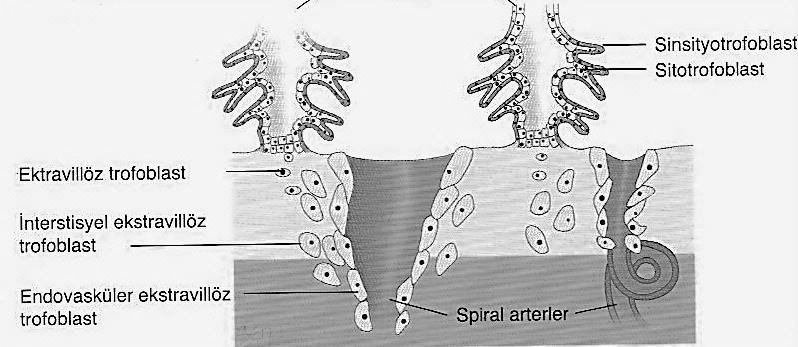 Sinsityotrofoblast
Sitotrofoblast
Ektravillöz trofoblast
İnterstisyel ekstravillöz
trofoblast
Endovasküler ekstravillöz
trofoblast
Spiral arterler